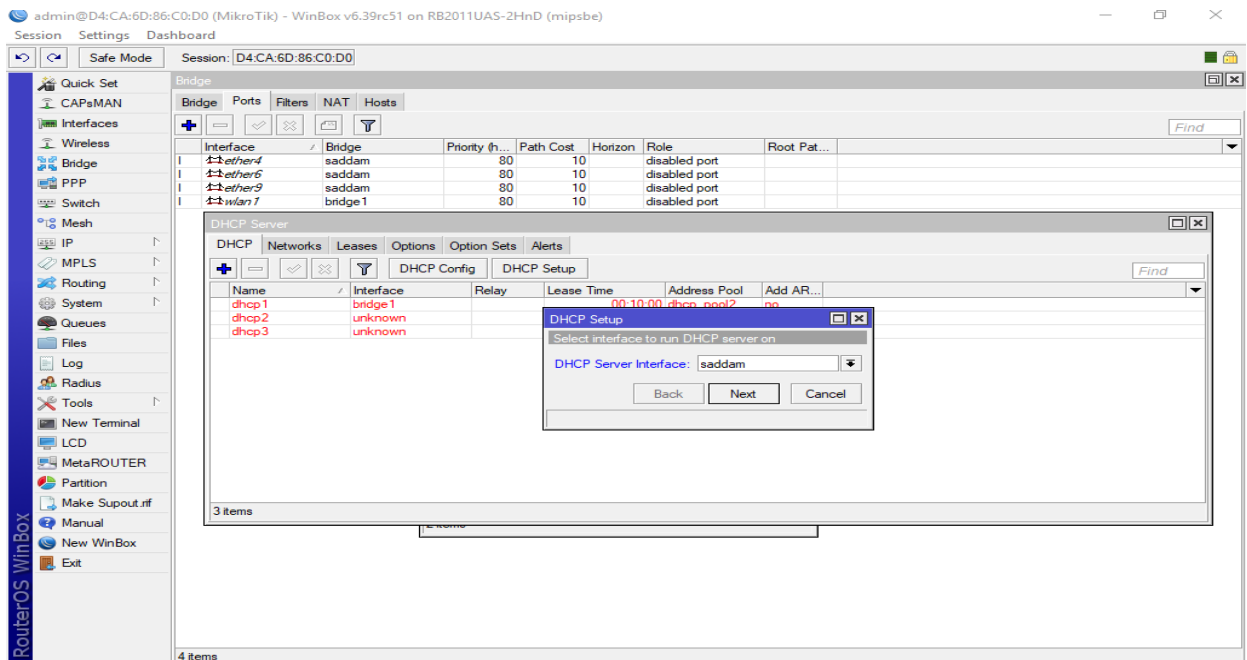 admin@D4:CA:6D:86:C0:D0 (MikroTik) - WinBox v6.39rc51 on RB2011UAS-2HnD (mipsbe)
Session Settings Dashboard
Safe Mode Session: D4:CA:6D:86:C0:D0
Quick Set
CAPsMAN
Interfaces
Wireless
Bridge
PPP
Switch
Mesh
IP
MPLS
Routing
System
Queues
Files
Log
Radius
Tools
New Terminal
LCD
MetaROUTER
Partition
Make Supout.rif
Manual
New WinBox
Exit
RouterOS WinBox
Bridge
Bridge Ports Filters NAT Hosts
Find
Interface Bridge Priority (h... Path Cost Horizon Role Root Pat...
I ether4 saddam 80 10 disabled port
I ether6 saddam 80 10 disabled port
I ether9 saddam 80 10 disabled port
I wlan1 bridge1 80 10 disabled port
DHCP Server
DHCP Networks Leases Options Option Sets Alerts
DHCP Config DHCP Setup Find
Name Interface Relay Lease Time Address Pool Add AR...
dhcp1 bridge1 00:10:00 dhcp_pool2 no
dhcp2 unknown
dhcp3 unknown
DHCP Setup
Select interface to run DHCP server on
DHCP Server Interface: saddam
Back Next Cancel
3 items
4 items